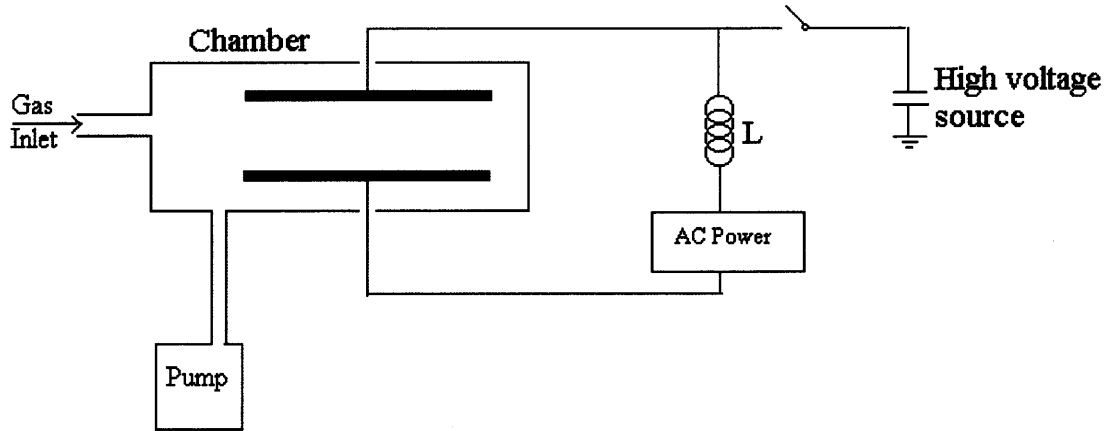 Chamber
Gas
Inlet
High voltage
source
L
AC Power
Pump